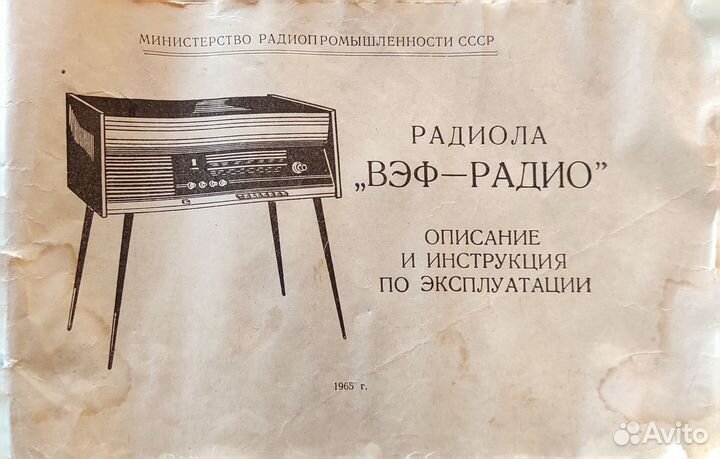 МИНИСТЕРСТВО РАДИОПРОМЫШЛЕННОСТИ СССР
РАДИОЛА
„ВЭФ—РАДИО”
ОПИСАНИЕ
И ИНСТРУКЦИЯ
ПО ЭКСПЛУАТАЦИИ
1965 г.
Avito